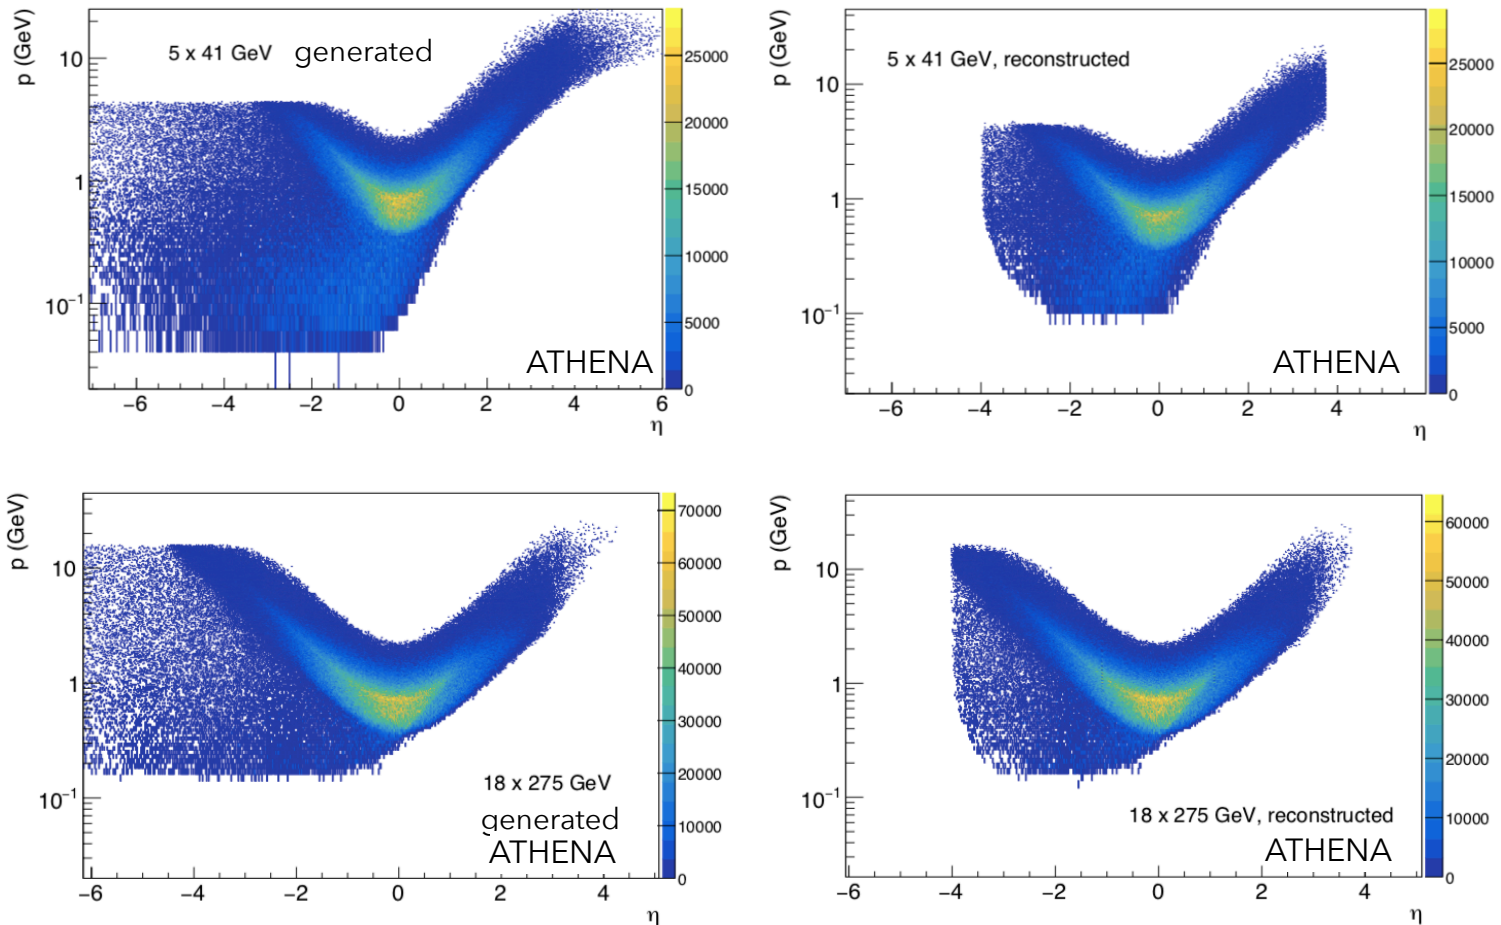 p (GeV)
5 x 41 GeV generated
10
1
10⁻¹
ATHENA
−6 −4 −2 0 2 4 6
η
25000
20000
15000
10000
5000
0
p (GeV)
5 x 41 GeV, reconstructed
10
1
10⁻¹
ATHENA
−6 −4 −2 0 2 4
η
25000
20000
15000
10000
5000
0
p (GeV)
10
1
10⁻¹
18 x 275 GeV
generated
ATHENA
−6 −4 −2 0 2 4
η
70000
60000
50000
40000
30000
20000
10000
0
p (GeV)
10
1
10⁻¹
18 x 275 GeV, reconstructed
ATHENA
−6 −4 −2 0 2 4
η
60000
50000
40000
30000
20000
10000
0